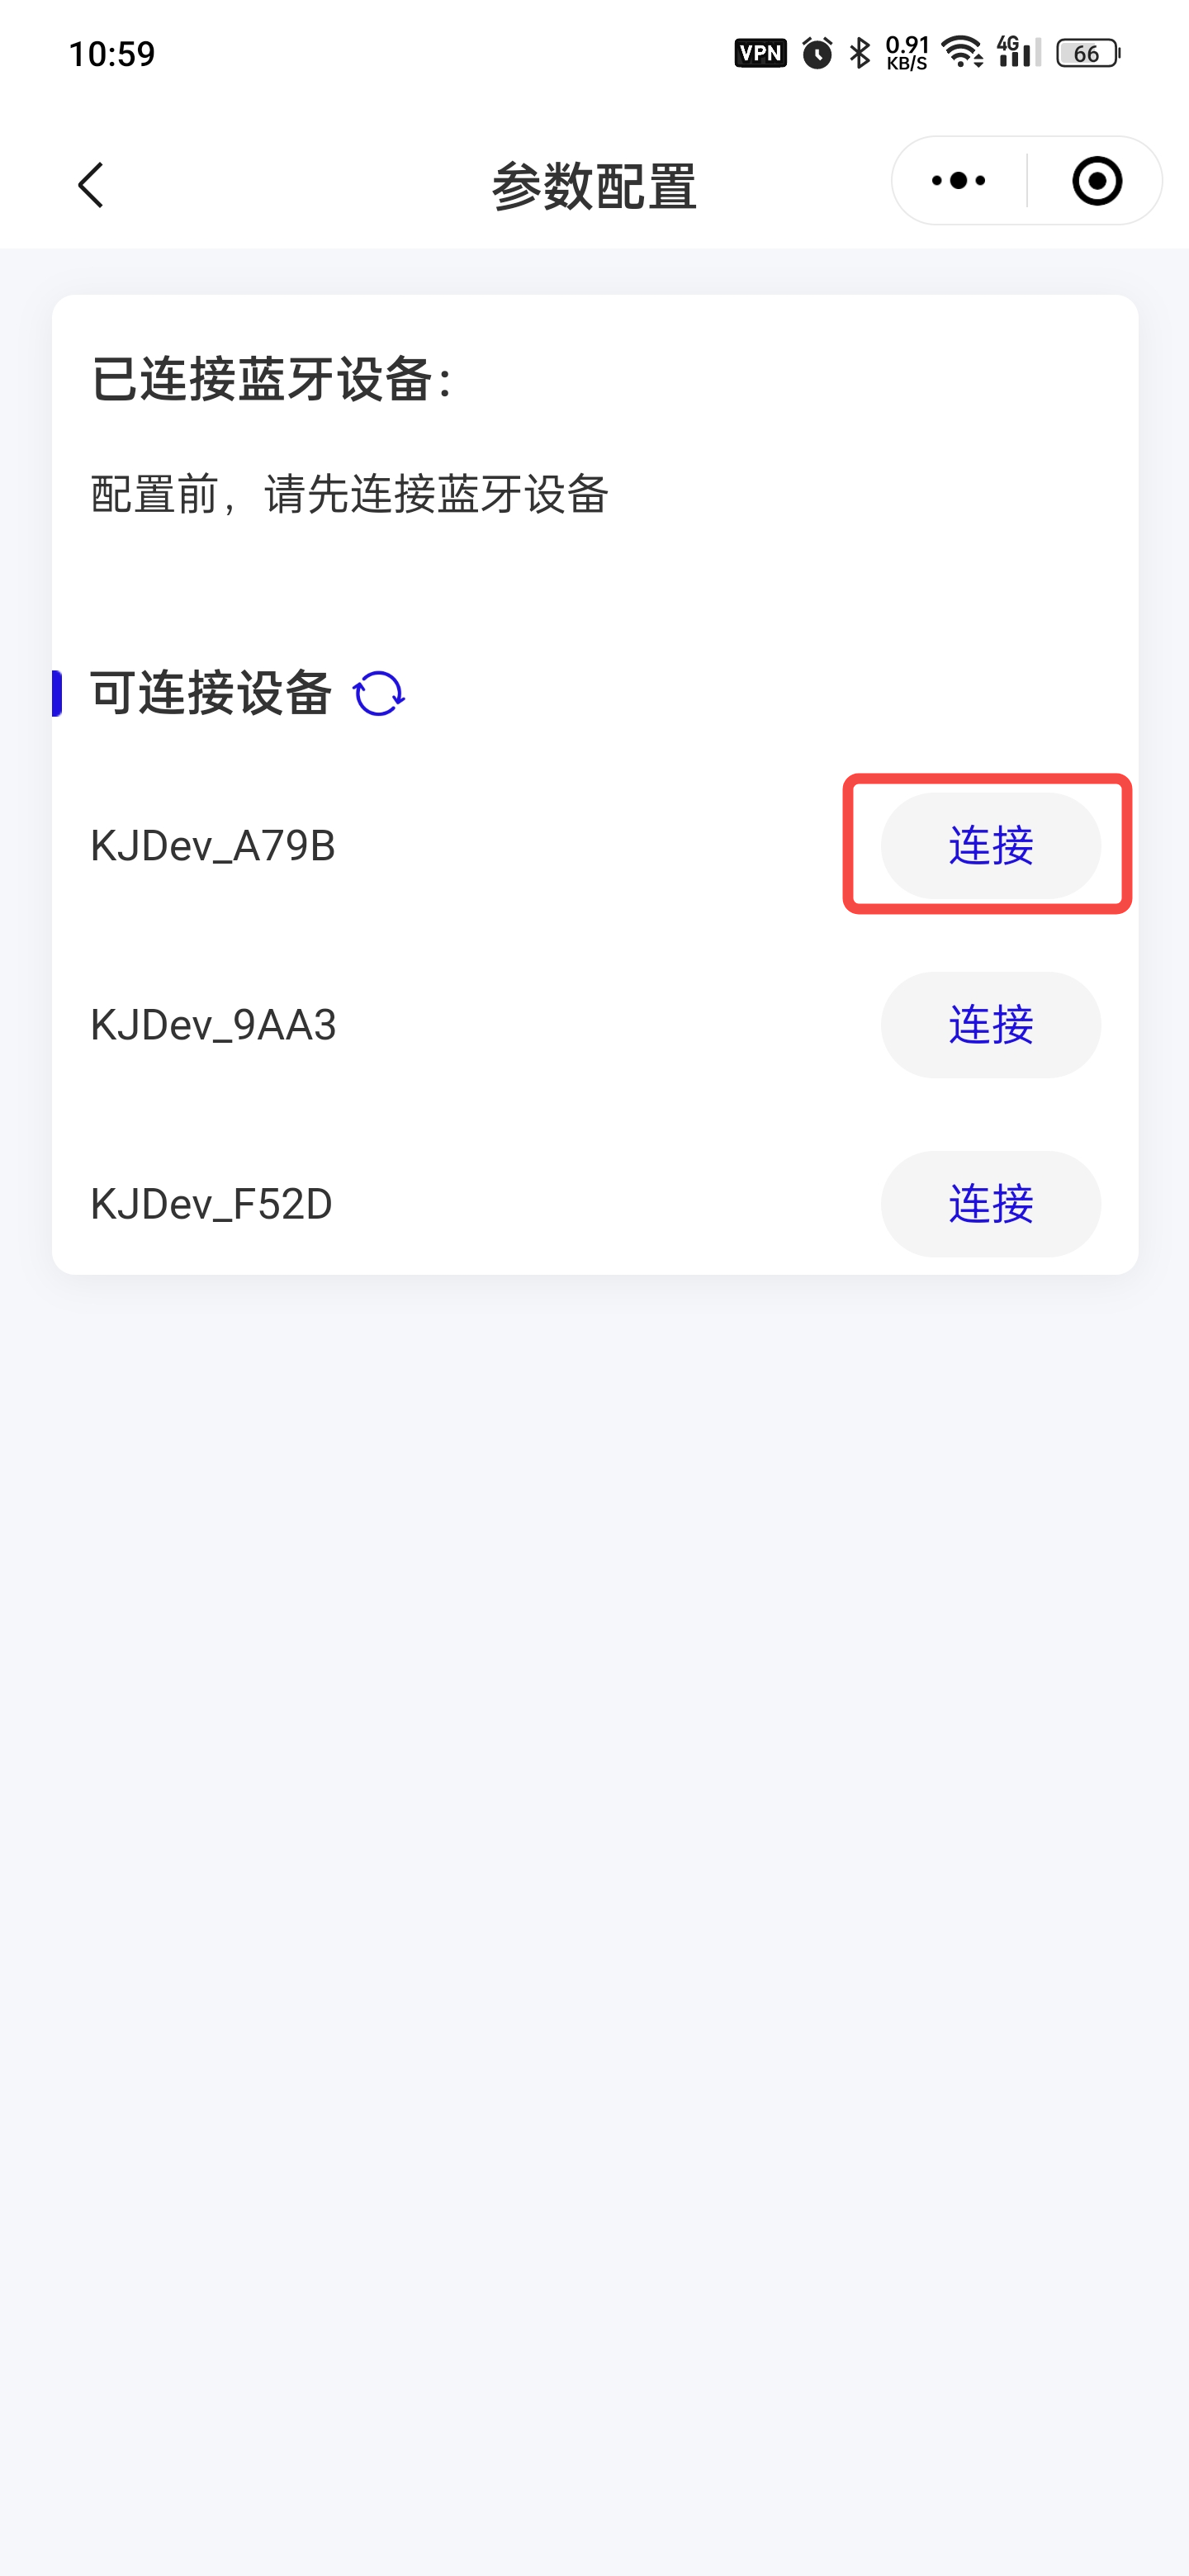 10:59
VPN
0.91
KB/S
4G
66
参数配置
已连接蓝牙设备：
配置前，请先连接蓝牙设备
可连接设备
KJDev_A79B
连接
KJDev_9AA3
连接
KJDev_F52D
连接